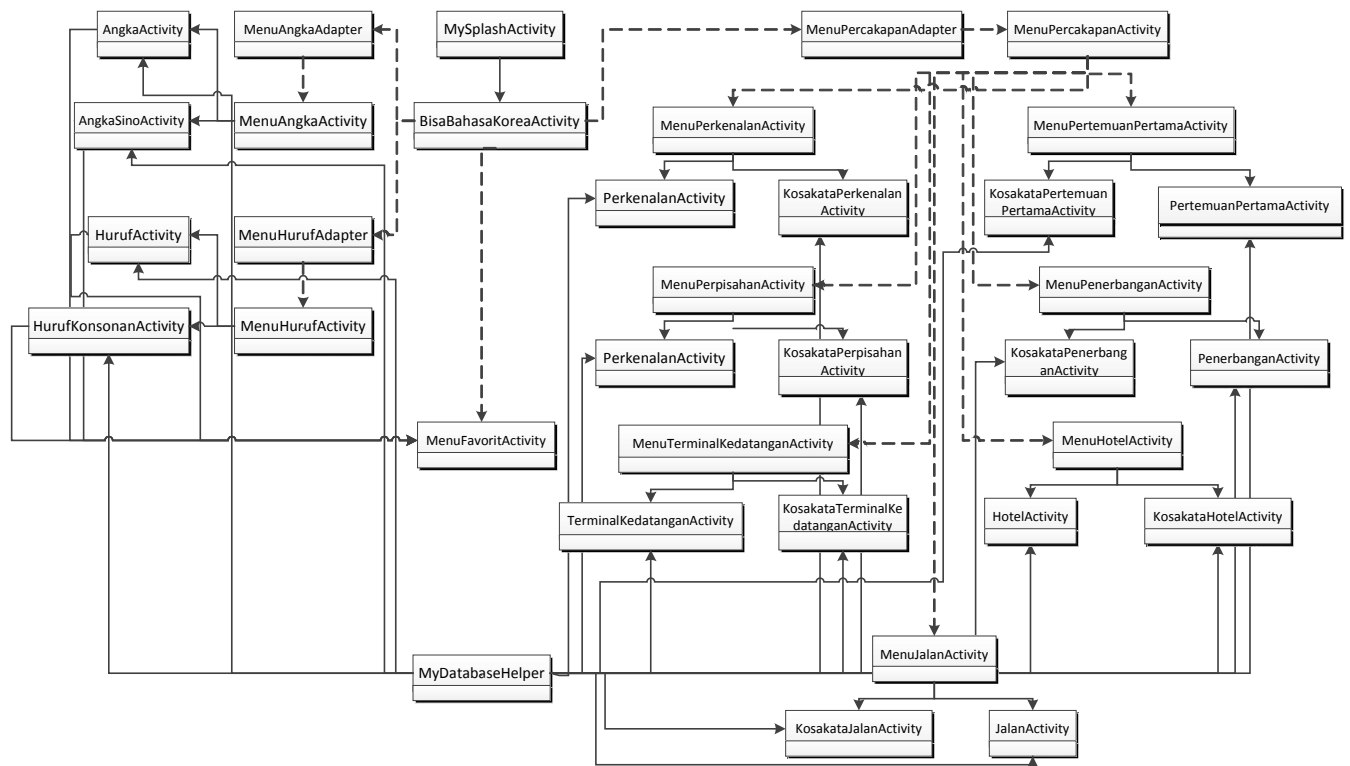 AngkaActivity
MenuAngkaAdapter
MySplashActivity
MenuPercakapanAdapter
MenuPercakapanActivity
AngkaSinoActivity
MenuAngkaActivity
BisaBahasaKoreaActivity
MenuPerkenalanActivity
MenuPertemuanPertamaActivity
PerkenalanActivity
KosakataPerkenalan
Activity
KosakataPertemuan
PertamaActivity
PertemuanPertamaActivity
HurufActivity
MenuHurufAdapter
MenuPerpisahanActivity
MenuPenerbanganActivity
HurufKonsonanActivity
MenuHurufActivity
PerkenalanActivity
KosakataPerpisahan
Activity
KosakataPenerbang
anActivity
PenerbanganActivity
MenuFavoritActivity
MenuTerminalKedatanganActivity
MenuHotelActivity
TerminalKedatanganActivity
KosakataTerminalKe
datanganActivity
HotelActivity
KosakataHotelActivity
MyDatabaseHelper
MenuJalanActivity
KosakataJalanActivity
JalanActivity